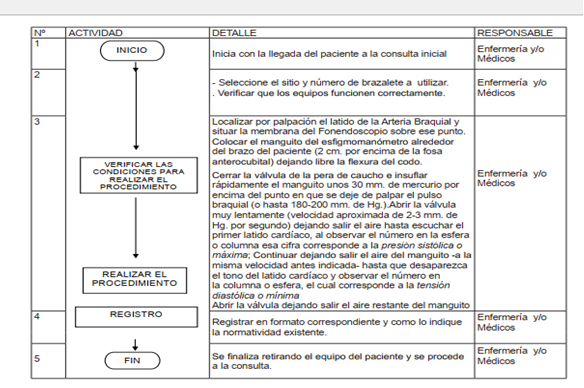 Nº ACTIVIDAD DETALLE RESPONSABLE
1
INICIO
Inicia con la llegada del paciente a la consulta inicial
Enfermería y/o
Médicos
2
- Seleccione el sitio y número de brazalete a utilizar.
. Verificar que los equipos funcionen correctamente.
Enfermería y/o
Médicos
3
VERIFICAR LAS
CONDICIONES PARA
REALIZAR EL
PROCEDIMIENTO
REALIZAR EL
PROCEDIMIENTO
Localizar por palpación el latido de la Arteria Braquial y
situar la membrana del Fonendoscopio sobre ese punto.
Colocar el manguito del esfigmomanómetro alrededor
del brazo del paciente (2 cm. por encima de la fosa
anterocubital) dejando libre la flexura del codo.
Cerrar la válvula de la pera de caucho e insuflar
rápidamente el manguito unos 30 mm. de mercurio por
encima del punto en que se deje de palpar el pulso
braquial (o hasta 180-200 mm. de Hg.).Abrir la válvula
muy lentamente (velocidad aproximada de 2-3 mm. de
Hg. por segundo) dejando salir el aire hasta escuchar el
primer latido cardíaco, al observar el número en la esfera
o columna esa cifra corresponde a la presión sistólica o
máxima; Continuar dejando salir el aire del manguito -a la
misma velocidad antes indicada- hasta que desaparezca
el tono del latido cardíaco y observar el número en
la columna o esfera, el cual corresponde a la tensión
diastólica o mínima
Abrir la válvula dejando salir el aire restante del manguito
Enfermería y/o
Médicos
4
REGISTRO
Registrar en formato correspondiente y como lo indique
la normatividad existente.
Enfermería y/o
Médicos
5
FIN
Se finaliza retirando el equipo del paciente y se procede
a la consulta.
Enfermería y/o
Médicos